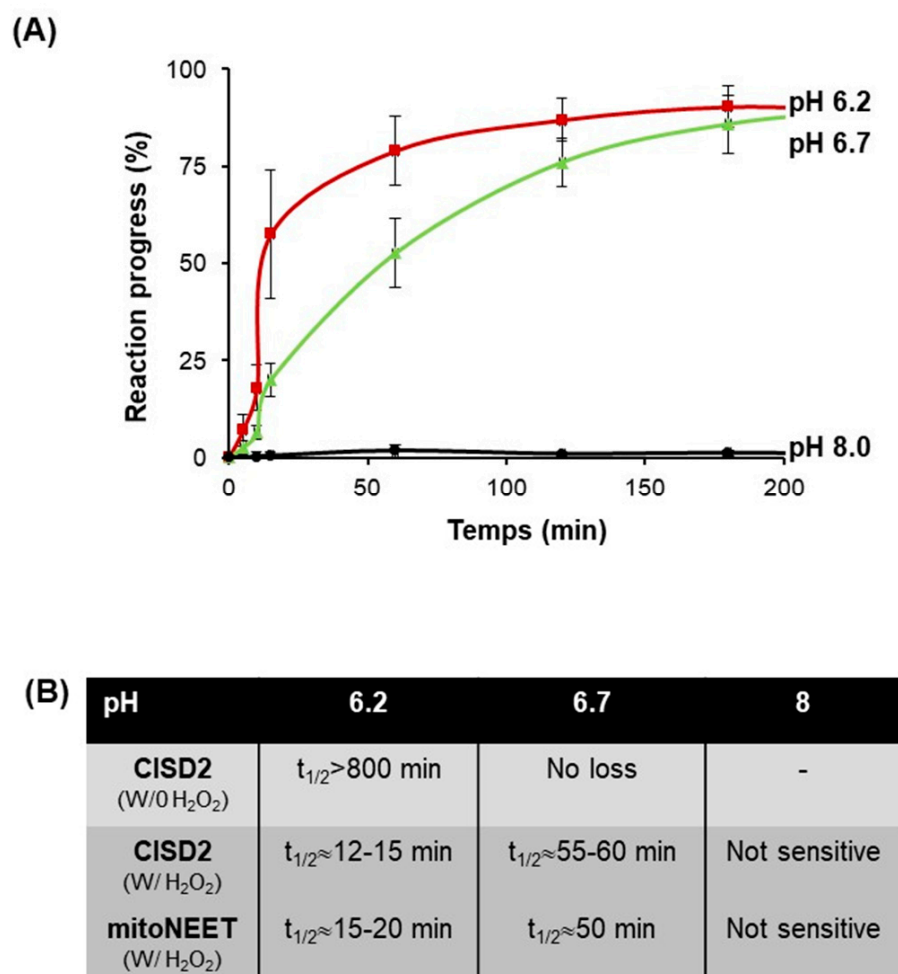 (A)
100
75
50
25
0
Reaction progress (%)
pH 6.2
pH 6.7
pH 8.0
0 50 100 150 200
Temps (min)
(B)
pH 6.2 6.7 8
CISD2 t1/2>800 min No loss -
(W/0 H2O2)
CISD2 t1/2≈12-15 min t1/2≈55-60 min Not sensitive
(W/ H2O2)
mitoNEET t1/2≈15-20 min t1/2≈50 min Not sensitive
(W/ H2O2)